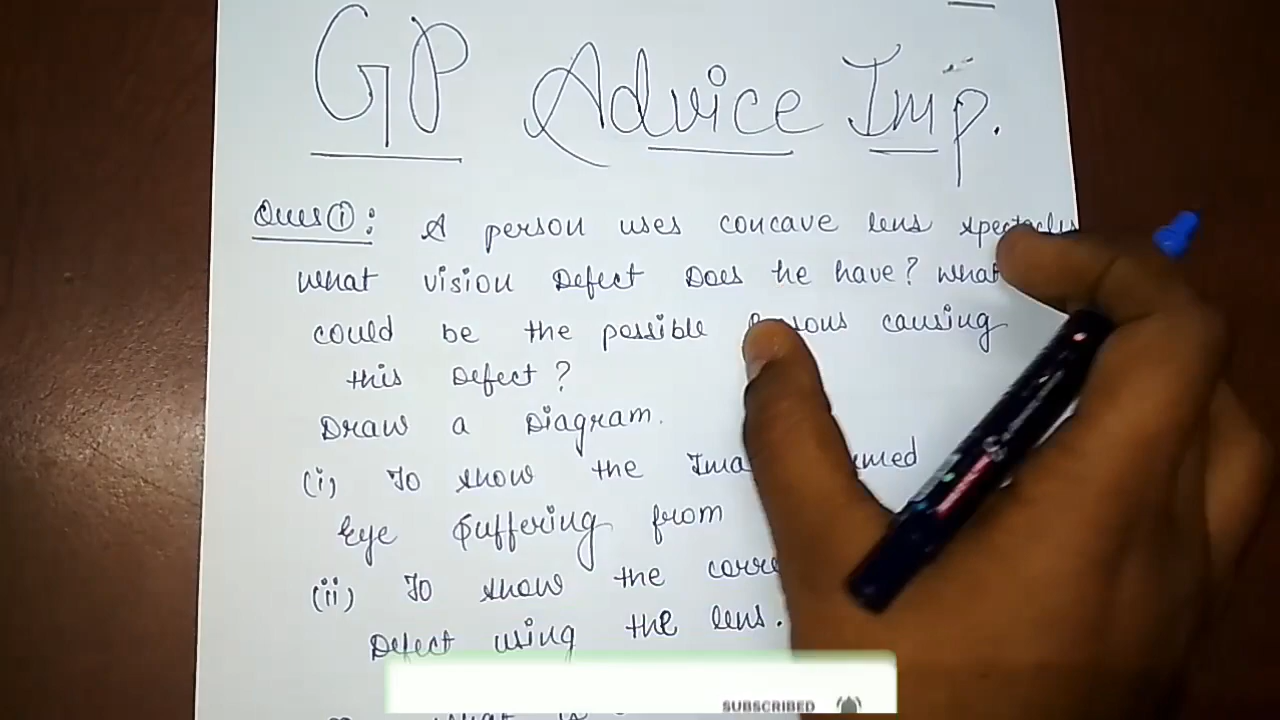 GP Advice Imp.
Ques ①: A person uses concave lens
what vision Defect Does he have? what
could be the possible causing
this Defect?
Draw a Diagram.
(i) To show the
Eye Suffering from
(ii) To show the
Defect using the lens.
SUBSCRIBED